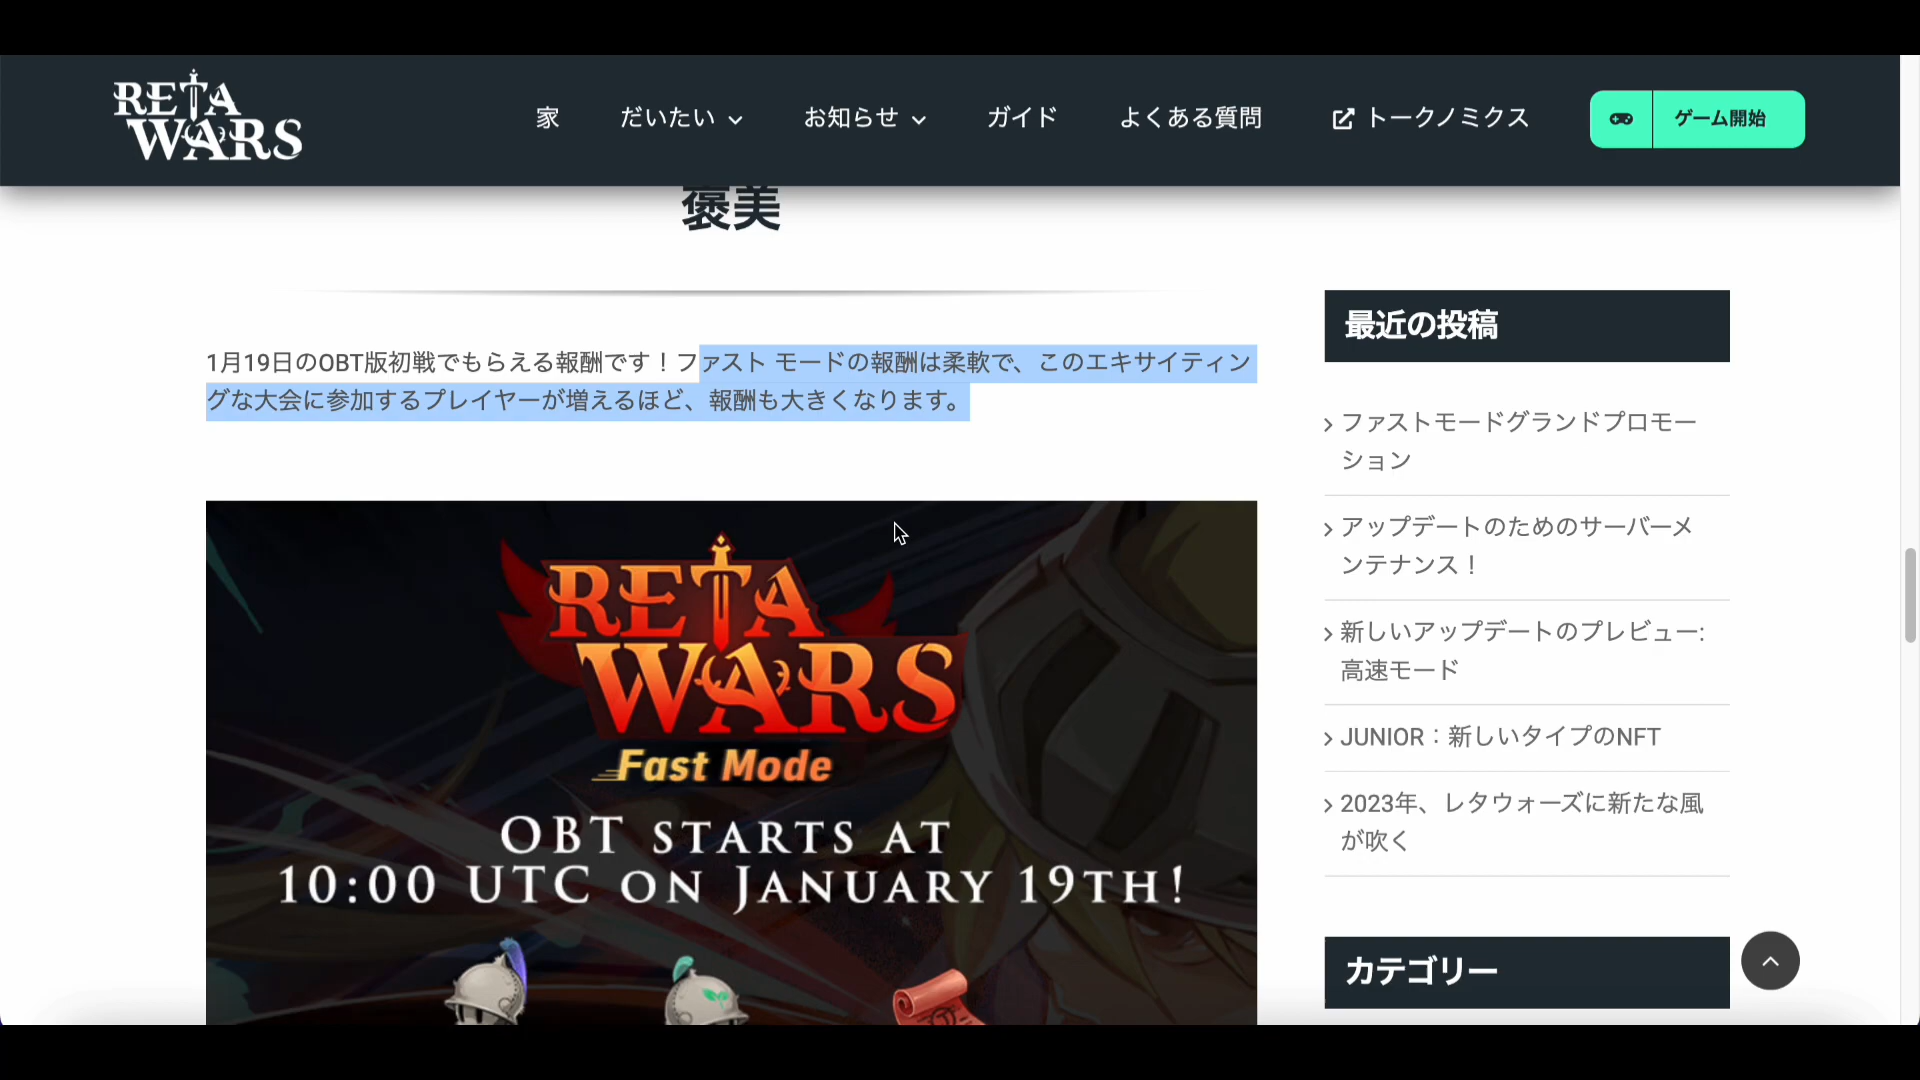 RETA
WARS
家
だいたい
お知らせ
ガイド
よくある質問
トークノミクス
ゲーム開始
褒美
1月19日のOBT版初戦でもらえる報酬です！ファスト モードの報酬は柔軟で、このエキサイティン
グな大会に参加するプレイヤーが増えるほど、報酬も大きくなります。
RETA
WARS
Fast Mode
OBT STARTS AT
10:00 UTC ON JANUARY 19TH!
最近の投稿
ファストモードグランドプロモー
ション
アップデートのためのサーバーメ
ンテナンス！
新しいアップデートのプレビュー:
高速モード
JUNIOR：新しいタイプのNFT
2023年、レタウォーズに新たな風
が吹く
カテゴリー